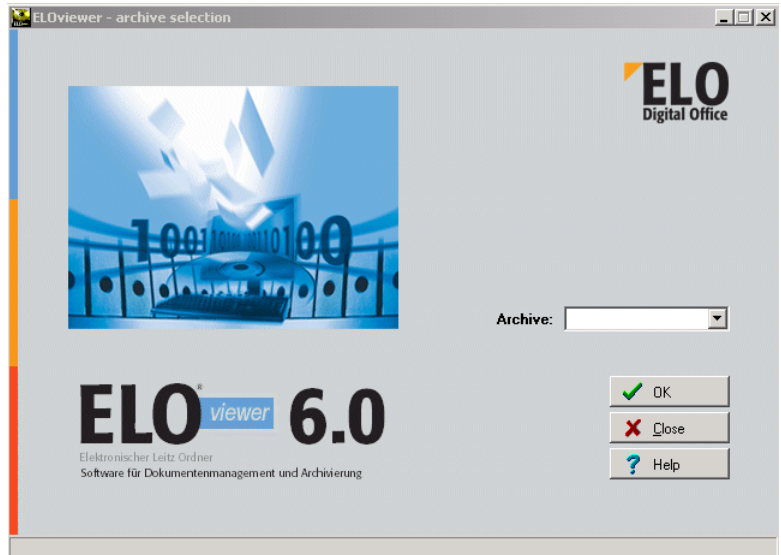 ELOviewer - archive selection
ELO
Digital Office
1001101001110100
Archive:
ELO® viewer 6.0
Elektronischer Leitz Ordner
Software für Dokumentenmanagement und Archivierung
OK
Close
Help